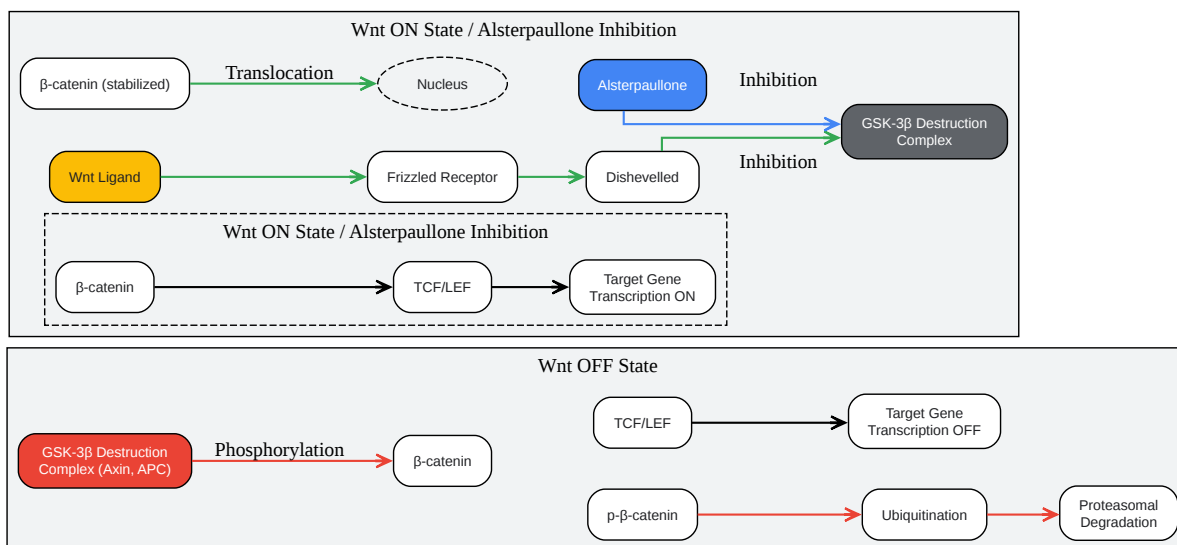 Wnt ON State / Alsterpaullone Inhibition
β-catenin (stabilized)
Translocation
Nucleus
Alsterpaullone
Inhibition
GSK-3β Destruction
Complex
Wnt Ligand
Frizzled Receptor
Dishevelled
Inhibition
Wnt ON State / Alsterpaullone Inhibition
β-catenin
TCF/LEF
Target Gene
Transcription ON
Wnt OFF State
TCF/LEF
Target Gene
Transcription OFF
GSK-3β Destruction
Complex (Axin, APC)
Phosphorylation
β-catenin
p-β-catenin
Ubiquitination
Proteasomal
Degradation